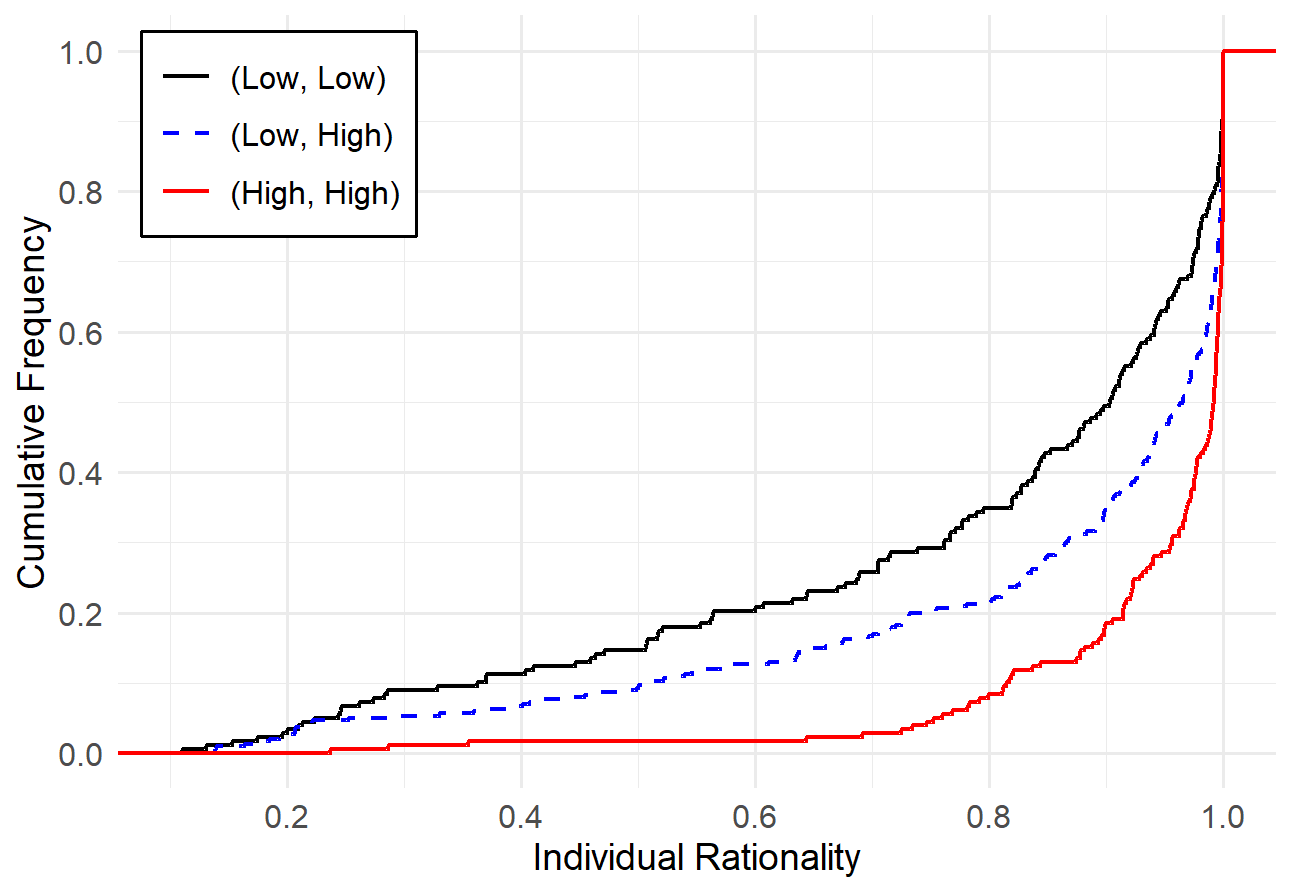 (Low, Low)
(Low, High)
(High, High)
Cumulative Frequency
1.0
0.8
0.6
0.4
0.2
0.0
0.2 0.4 0.6 0.8 1.0
Individual Rationality